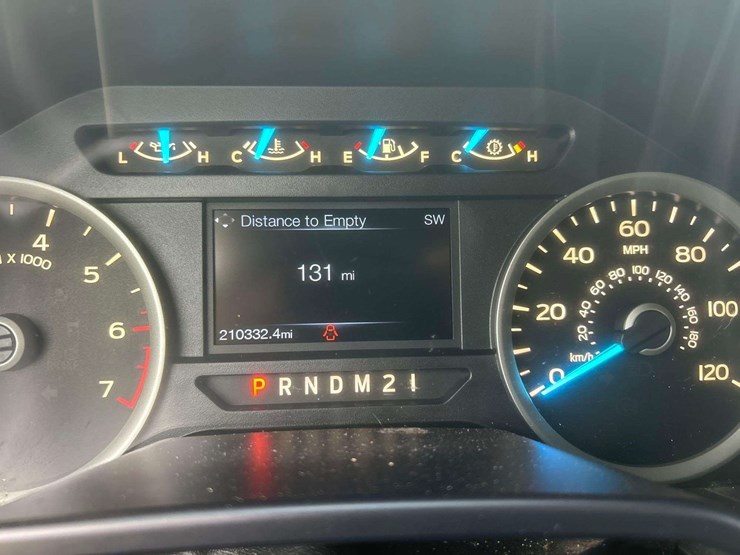 L H C H E F C H
Distance to Empty SW
131 mi
210332.4mi
P R N D M 2 1
4
x 1000
5
6
7
0 20 40 60 80 100 120
MPH
20 40 60 80 100 120 140 160 180
km/h